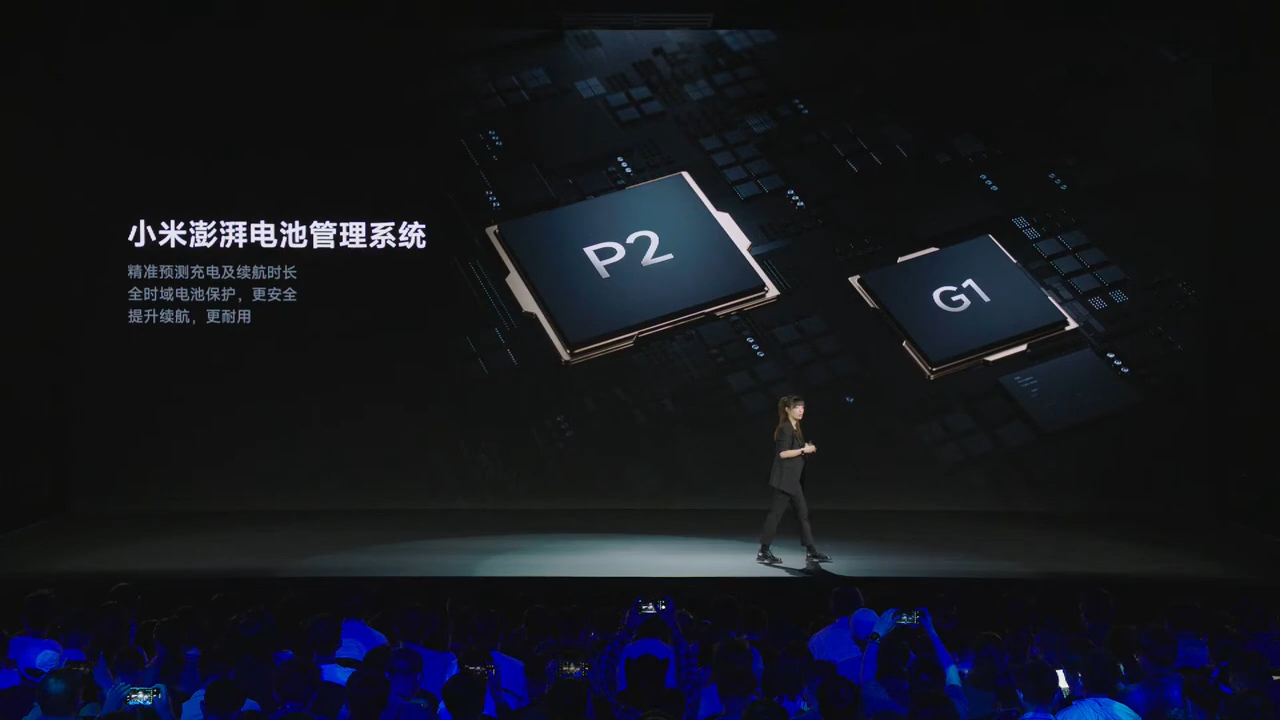 小米澎湃电池管理系统
精准预测充电及续航时长
全时域电池保护，更安全
提升续航，更耐用
P2
G1